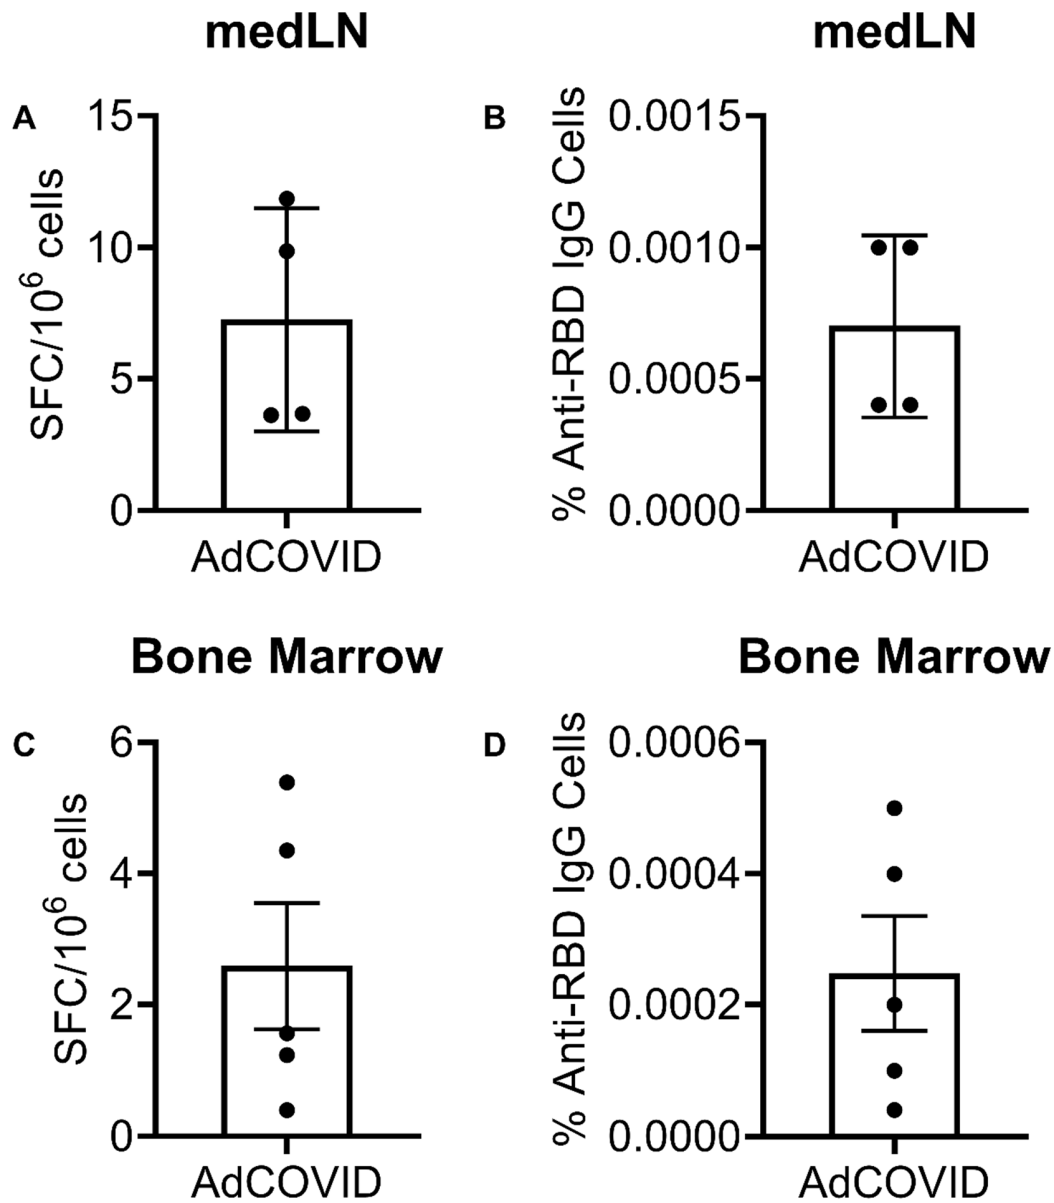 medLN
A
SFC/10⁶ cells
15
10
5
0
AdCOVID
medLN
B
% Anti-RBD IgG Cells
0.0015
0.0010
0.0005
0.0000
AdCOVID
Bone Marrow
C
SFC/10⁶ cells
6
4
2
0
AdCOVID
Bone Marrow
D
% Anti-RBD IgG Cells
0.0006
0.0004
0.0002
0.0000
AdCOVID